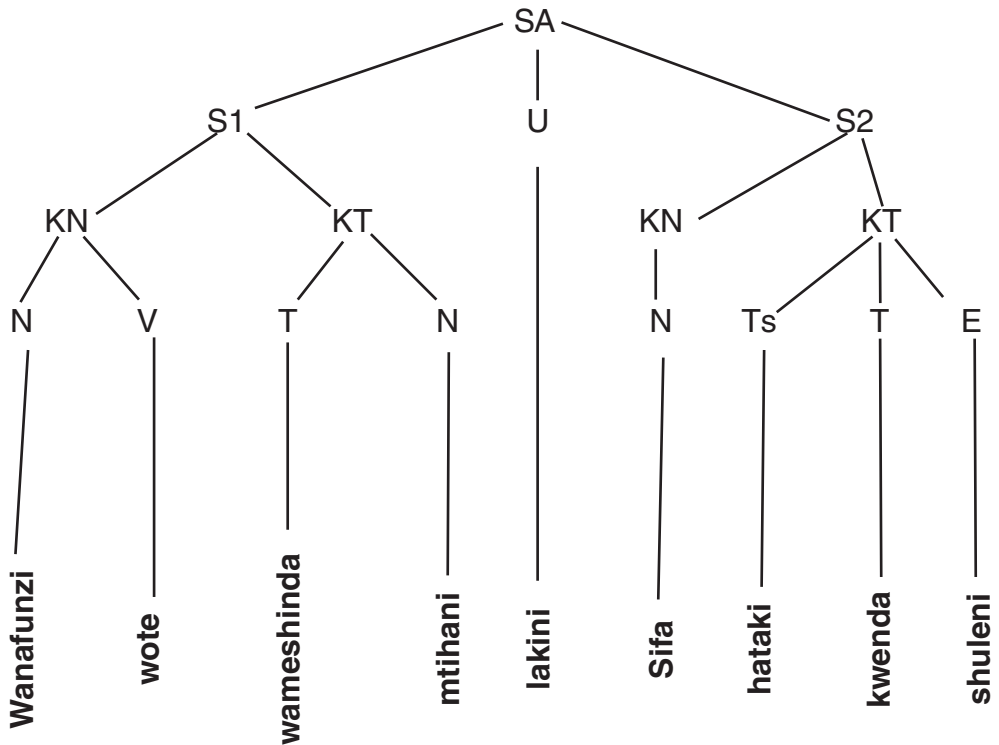 SA
S1 U S2
KN KT KN KT
N V T N N Ts T E
Wanafunzi wote wameshinda mtihani lakini Sifa hataki kwenda shuleni